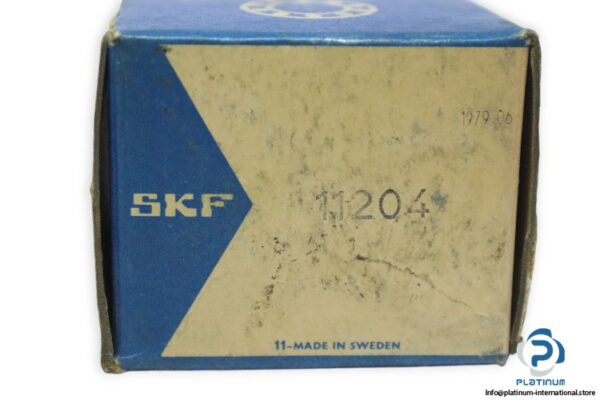 1979 06
SKF
11204
11-MADE IN SWEDEN
PLATINUM
Info@platinum-international.store